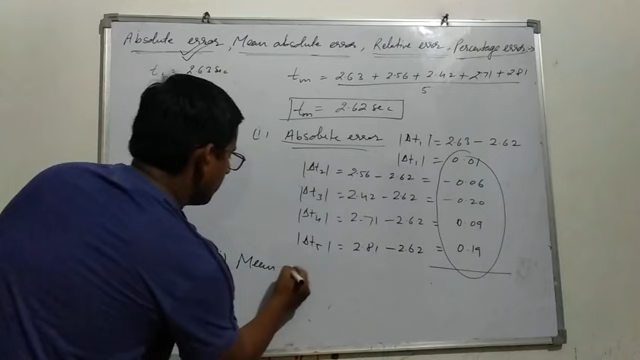 Absolute error, Mean absolute error, Relative error, Percentage error →
t₁ = 2.63 sec
tm = 2.63 + 2.56 + 2.42 + 2.71 + 2.81
5
tm = 2.62 sec
(1) Absolute error
|Δt₁| = 2.63 - 2.62
|Δt₁| = 0.01
|Δt₂| = 2.56 - 2.62 = - 0.06
|Δt₃| = 2.42 - 2.62 = - 0.20
|Δt₄| = 2.71 - 2.62 = 0.09
|Δt₅| = 2.81 - 2.62 = 0.19
Mean